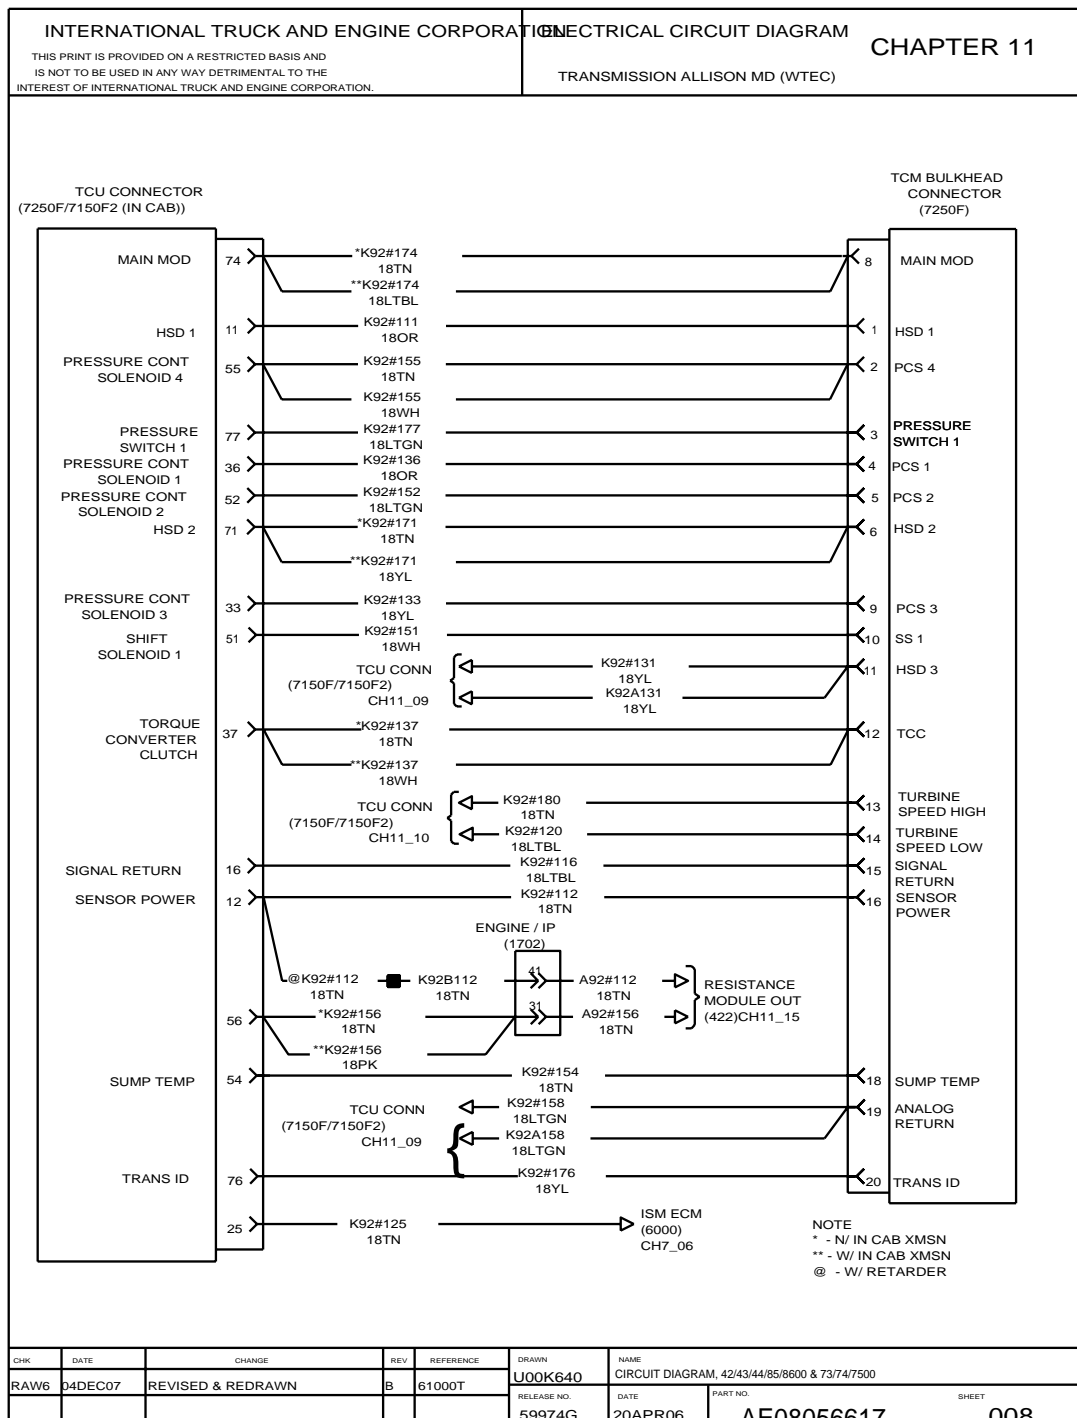 INTERNATIONAL TRUCK AND ENGINE CORPORATION
THIS PRINT IS PROVIDED ON A RESTRICTED BASIS AND
IS NOT TO BE USED IN ANY WAY DETRIMENTAL TO THE
INTEREST OF INTERNATIONAL TRUCK AND ENGINE CORPORATION.
ELECTRICAL CIRCUIT DIAGRAM
TRANSMISSION ALLISON MD (WTEC)
CHAPTER 11
TCU CONNECTOR
(7250F/7150F2 (IN CAB))
TCM BULKHEAD
CONNECTOR
(7250F)
MAIN MOD 74 *K92#174 8 MAIN MOD
18TN
**K92#174
18LTBL
HSD 1 11 K92#111 1 HSD 1
18OR
PRESSURE CONT K92#155
SOLENOID 4 55 18TN 2 PCS 4
K92#155
18WH
PRESSURE 77 K92#177 3 PRESSURE
SWITCH 1 18LTGN SWITCH 1
PRESSURE CONT 36 K92#136 4 PCS 1
SOLENOID 1 18OR
PRESSURE CONT 52 K92#152 5 PCS 2
SOLENOID 2 18LTGN
HSD 2 71 *K92#171 6 HSD 2
18TN
**K92#171
18YL
PRESSURE CONT 33 K92#133 9 PCS 3
SOLENOID 3 18YL
SHIFT 51 K92#151 10 SS 1
SOLENOID 1 18WH
TCU CONN K92#131 11 HSD 3
(7150F/7150F2) 18YL
CH11_09 K92A131
18YL
TORQUE 37 *K92#137 12 TCC
CONVERTER 18TN
CLUTCH **K92#137
18WH
TCU CONN K92#180 13 TURBINE
(7150F/7150F2) 18TN SPEED HIGH
CH11_10 K92#120 14 TURBINE
18LTBL SPEED LOW
SIGNAL RETURN 16 K92#116 15 SIGNAL
18LTBL RETURN
SENSOR POWER 12 K92#112 16 SENSOR
18TN POWER
ENGINE / IP
(1702)
@K92#112 K92B112 41 A92#112 RESISTANCE
18TN 18TN 18TN MODULE OUT
56 *K92#156 31 A92#156 (422)CH11_15
18TN 18TN
**K92#156
18PK
SUMP TEMP 54 K92#154 18 SUMP TEMP
18TN
TCU CONN K92#158 19 ANALOG
(7150F/7150F2) 18LTGN RETURN
CH11_09 K92A158
18LTGN
TRANS ID 76 K92#176 20 TRANS ID
18YL
25 K92#125 ISM ECM
18TN (6000)
CH7_06
NOTE
* - N/ IN CAB XMSN
** - W/ IN CAB XMSN
@ - W/ RETARDER
CHK DATE CHANGE REV REFERENCE
RAW6 04DEC07 REVISED & REDRAWN B 61000T
DRAWN
U00K640
NAME
CIRCUIT DIAGRAM, 42/43/44/85/8600 & 73/74/7500
RELEASE NO. DATE PART NO. SHEET
59974G 20APR06 AE08056617 008